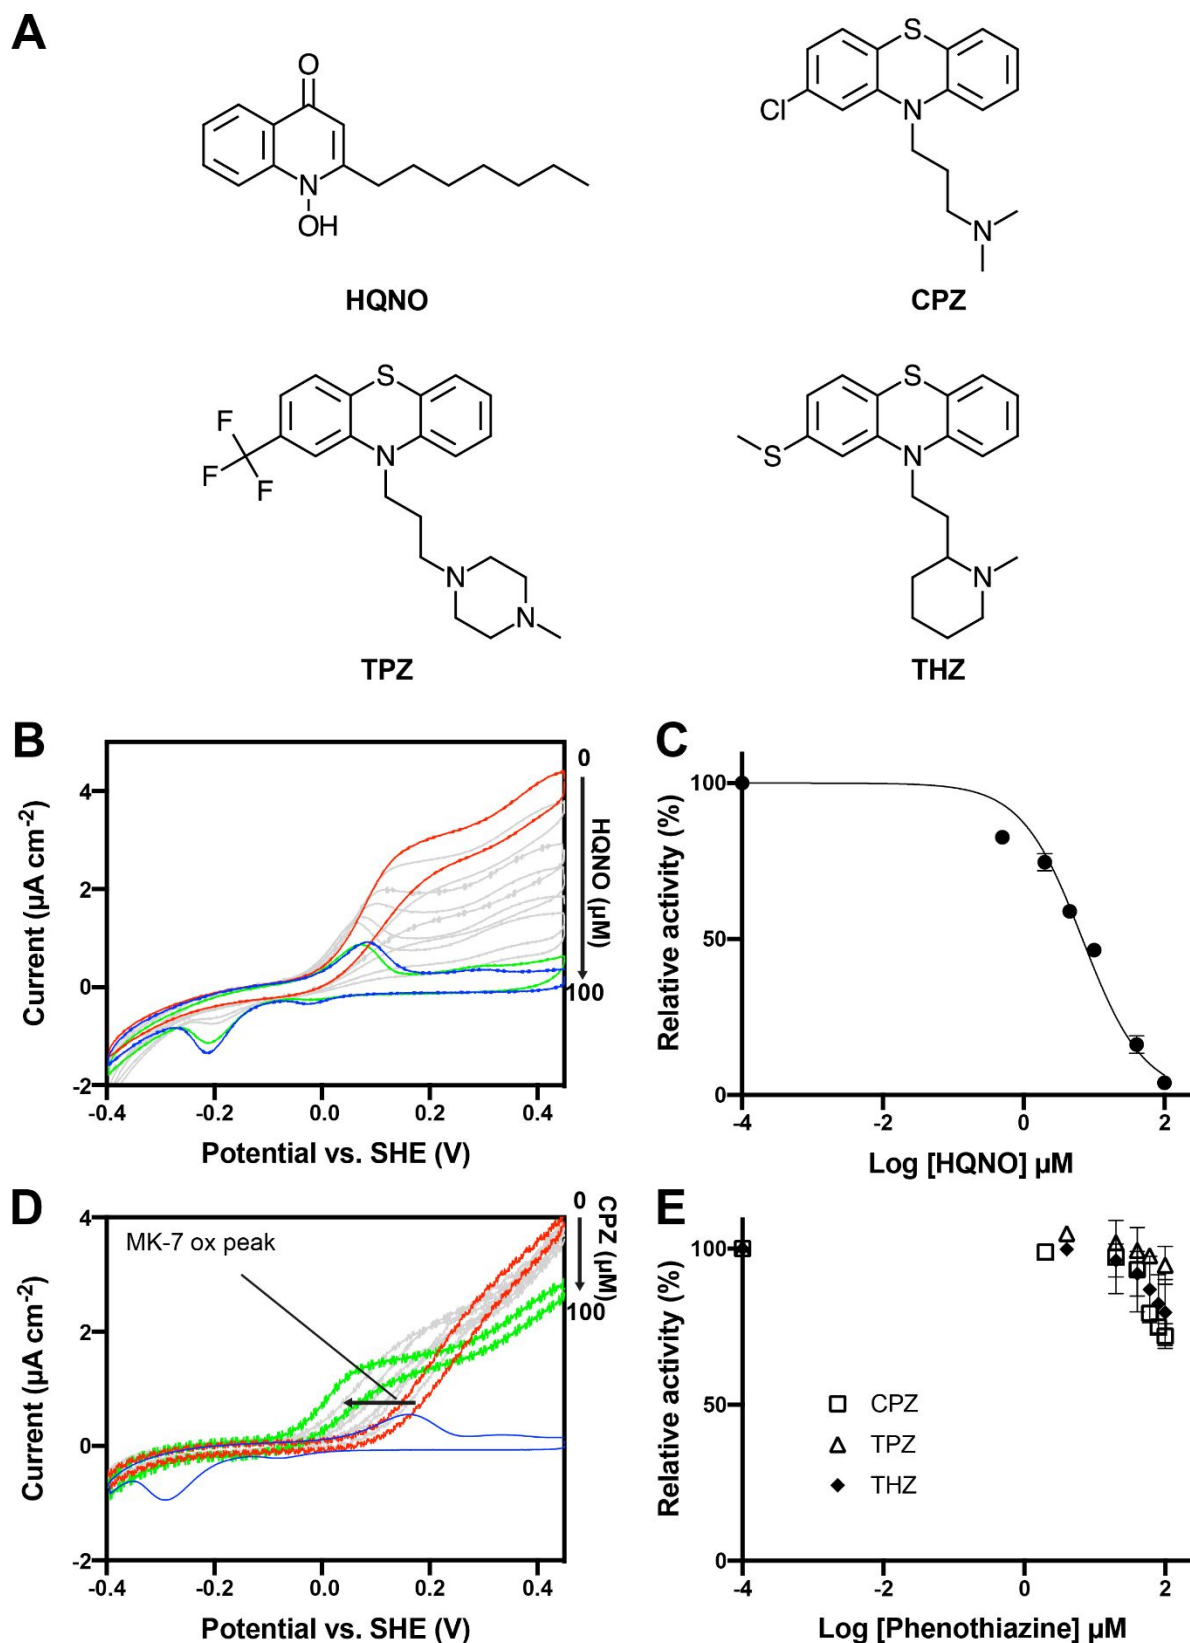 A
O
N
OH
HQNO
S
Cl
N
N
CPZ
S
F
F
F
N
N
N
TPZ
S
S
N
N
THZ
B
Current (µA cm-2)
4
2
0
-2
-0.4
-0.2
0.0
0.2
0.4
Potential vs. SHE (V)
0
HQNO (µM)
100
C
Relative activity (%)
100
50
0
-4
-2
0
2
Log [HQNO] µM
D
Current (µA cm-2)
4
2
0
-2
MK-7 ox peak
-0.4
-0.2
0.0
0.2
0.4
Potential vs. SHE (V)
0
CPZ (µM)
100
E
Relative activity (%)
100
50
0
CPZ
TPZ
THZ
-4
-2
0
2
Log [Phenothiazine] µM